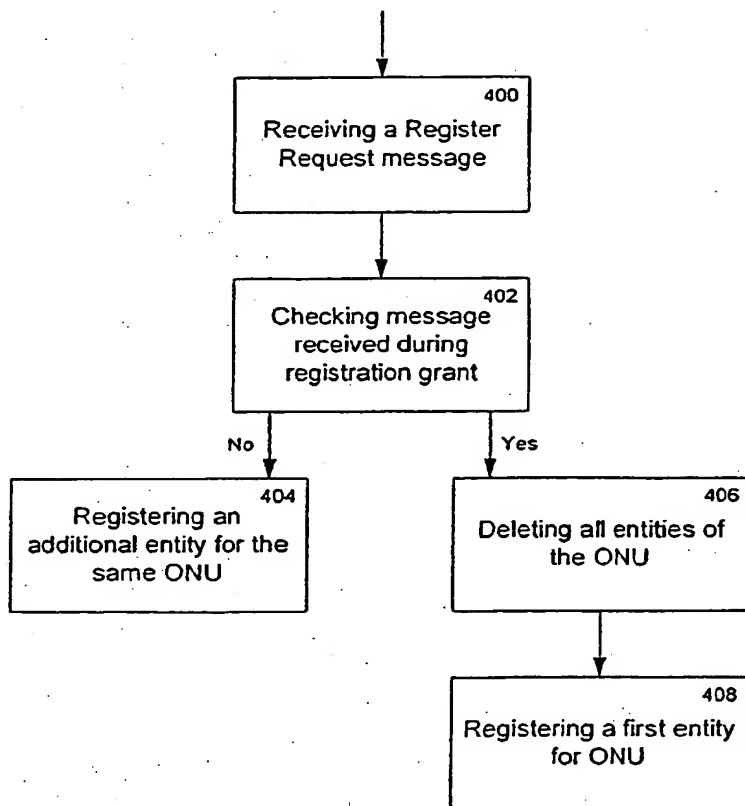 400
Receiving a Register
Request message
402
Checking message
received during
registration grant
No
Yes
404
Registering an
additional entity for the
same ONU
406
Deleting all entities of
the ONU
408
Registering a first entity
for ONU